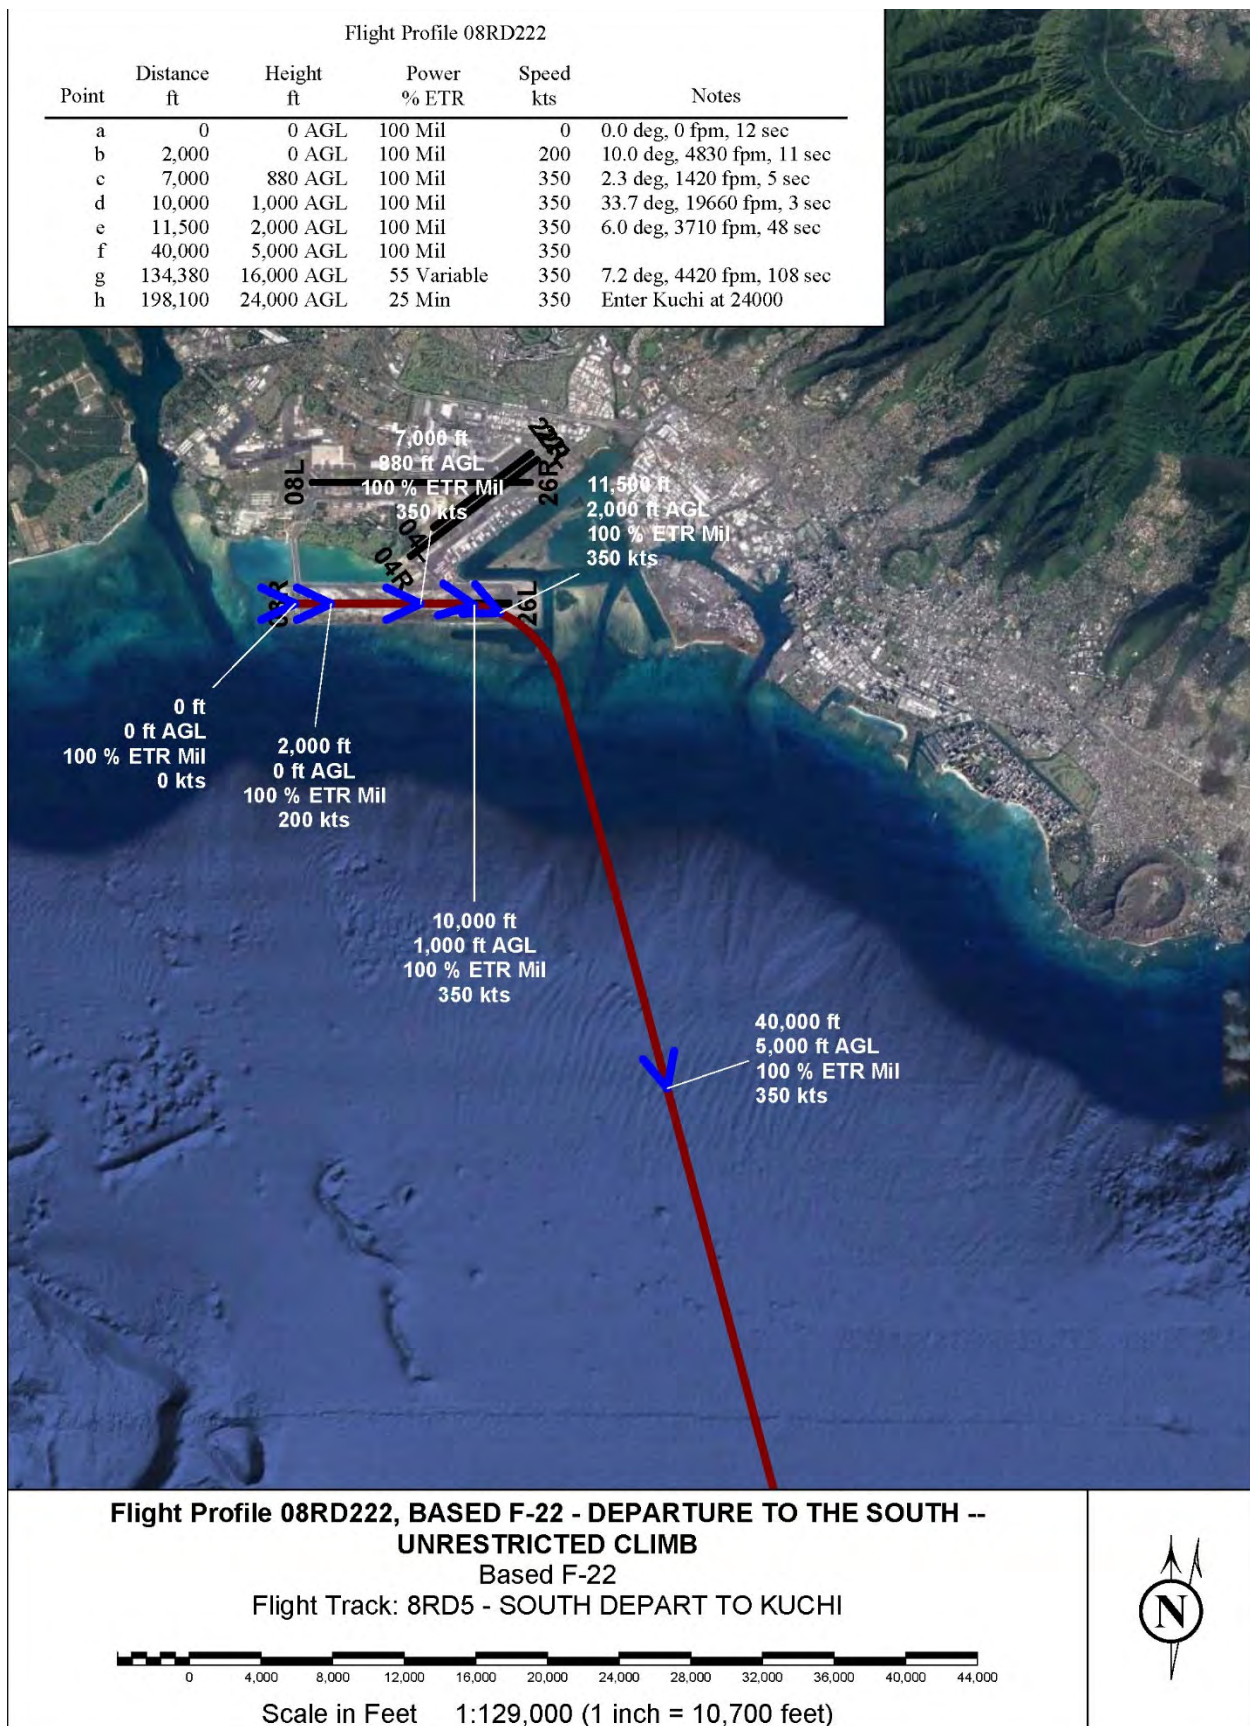 Flight Profile 08RD222
Distance Height Power Speed
Point ft ft % ETR kts Notes
a 0 0 AGL 100 Mil 0 0.0 deg, 0 fpm, 12 sec
b 2,000 0 AGL 100 Mil 200 10.0 deg, 4830 fpm, 11 sec
c 7,000 880 AGL 100 Mil 350 2.3 deg, 1420 fpm, 5 sec
d 10,000 1,000 AGL 100 Mil 350 33.7 deg, 19660 fpm, 3 sec
e 11,500 2,000 AGL 100 Mil 350 6.0 deg, 3710 fpm, 48 sec
f 40,000 5,000 AGL 100 Mil 350
g 134,380 16,000 AGL 55 Variable 350 7.2 deg, 4420 fpm, 108 sec
h 198,100 24,000 AGL 25 Min 350 Enter Kuchi at 24000
7,000 ft
880 ft AGL
100 % ETR Mil
350 kts
08L
26R
22R
11,500 ft
2,000 ft AGL
100 % ETR Mil
350 kts
04R
08R
26L
0 ft
0 ft AGL
100 % ETR Mil
0 kts
2,000 ft
0 ft AGL
100 % ETR Mil
200 kts
10,000 ft
1,000 ft AGL
100 % ETR Mil
350 kts
40,000 ft
5,000 ft AGL
100 % ETR Mil
350 kts
Flight Profile 08RD222, BASED F-22 - DEPARTURE TO THE SOUTH --
UNRESTRICTED CLIMB
Based F-22
Flight Track: 8RD5 - SOUTH DEPART TO KUCHI
0 4,000 8,000 12,000 16,000 20,000 24,000 28,000 32,000 36,000 40,000 44,000
Scale in Feet 1:129,000 (1 inch = 10,700 feet)
N